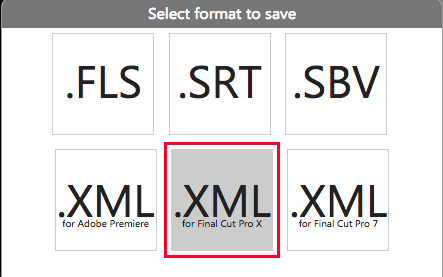 Select format to save
.FLS
.SRT
.SBV
.XML
for Adobe Premiere
.XML
for Final Cut Pro X
.XML
for Final Cut Pro 7